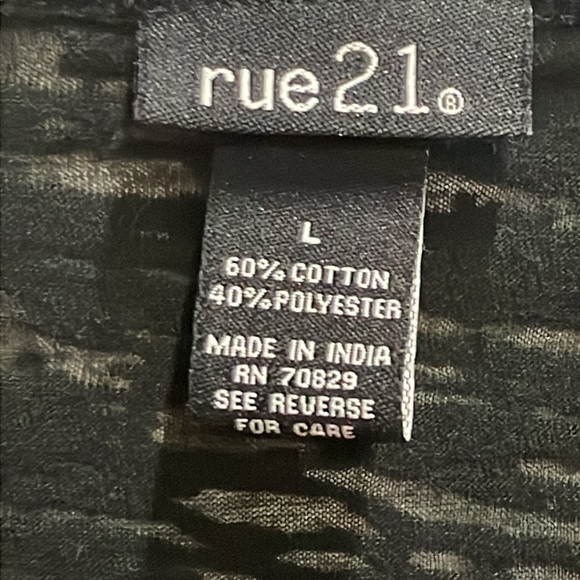 rue21®
L
60% COTTON
40% POLYESTER
MADE IN INDIA
RN 70829
SEE REVERSE
FOR CARE